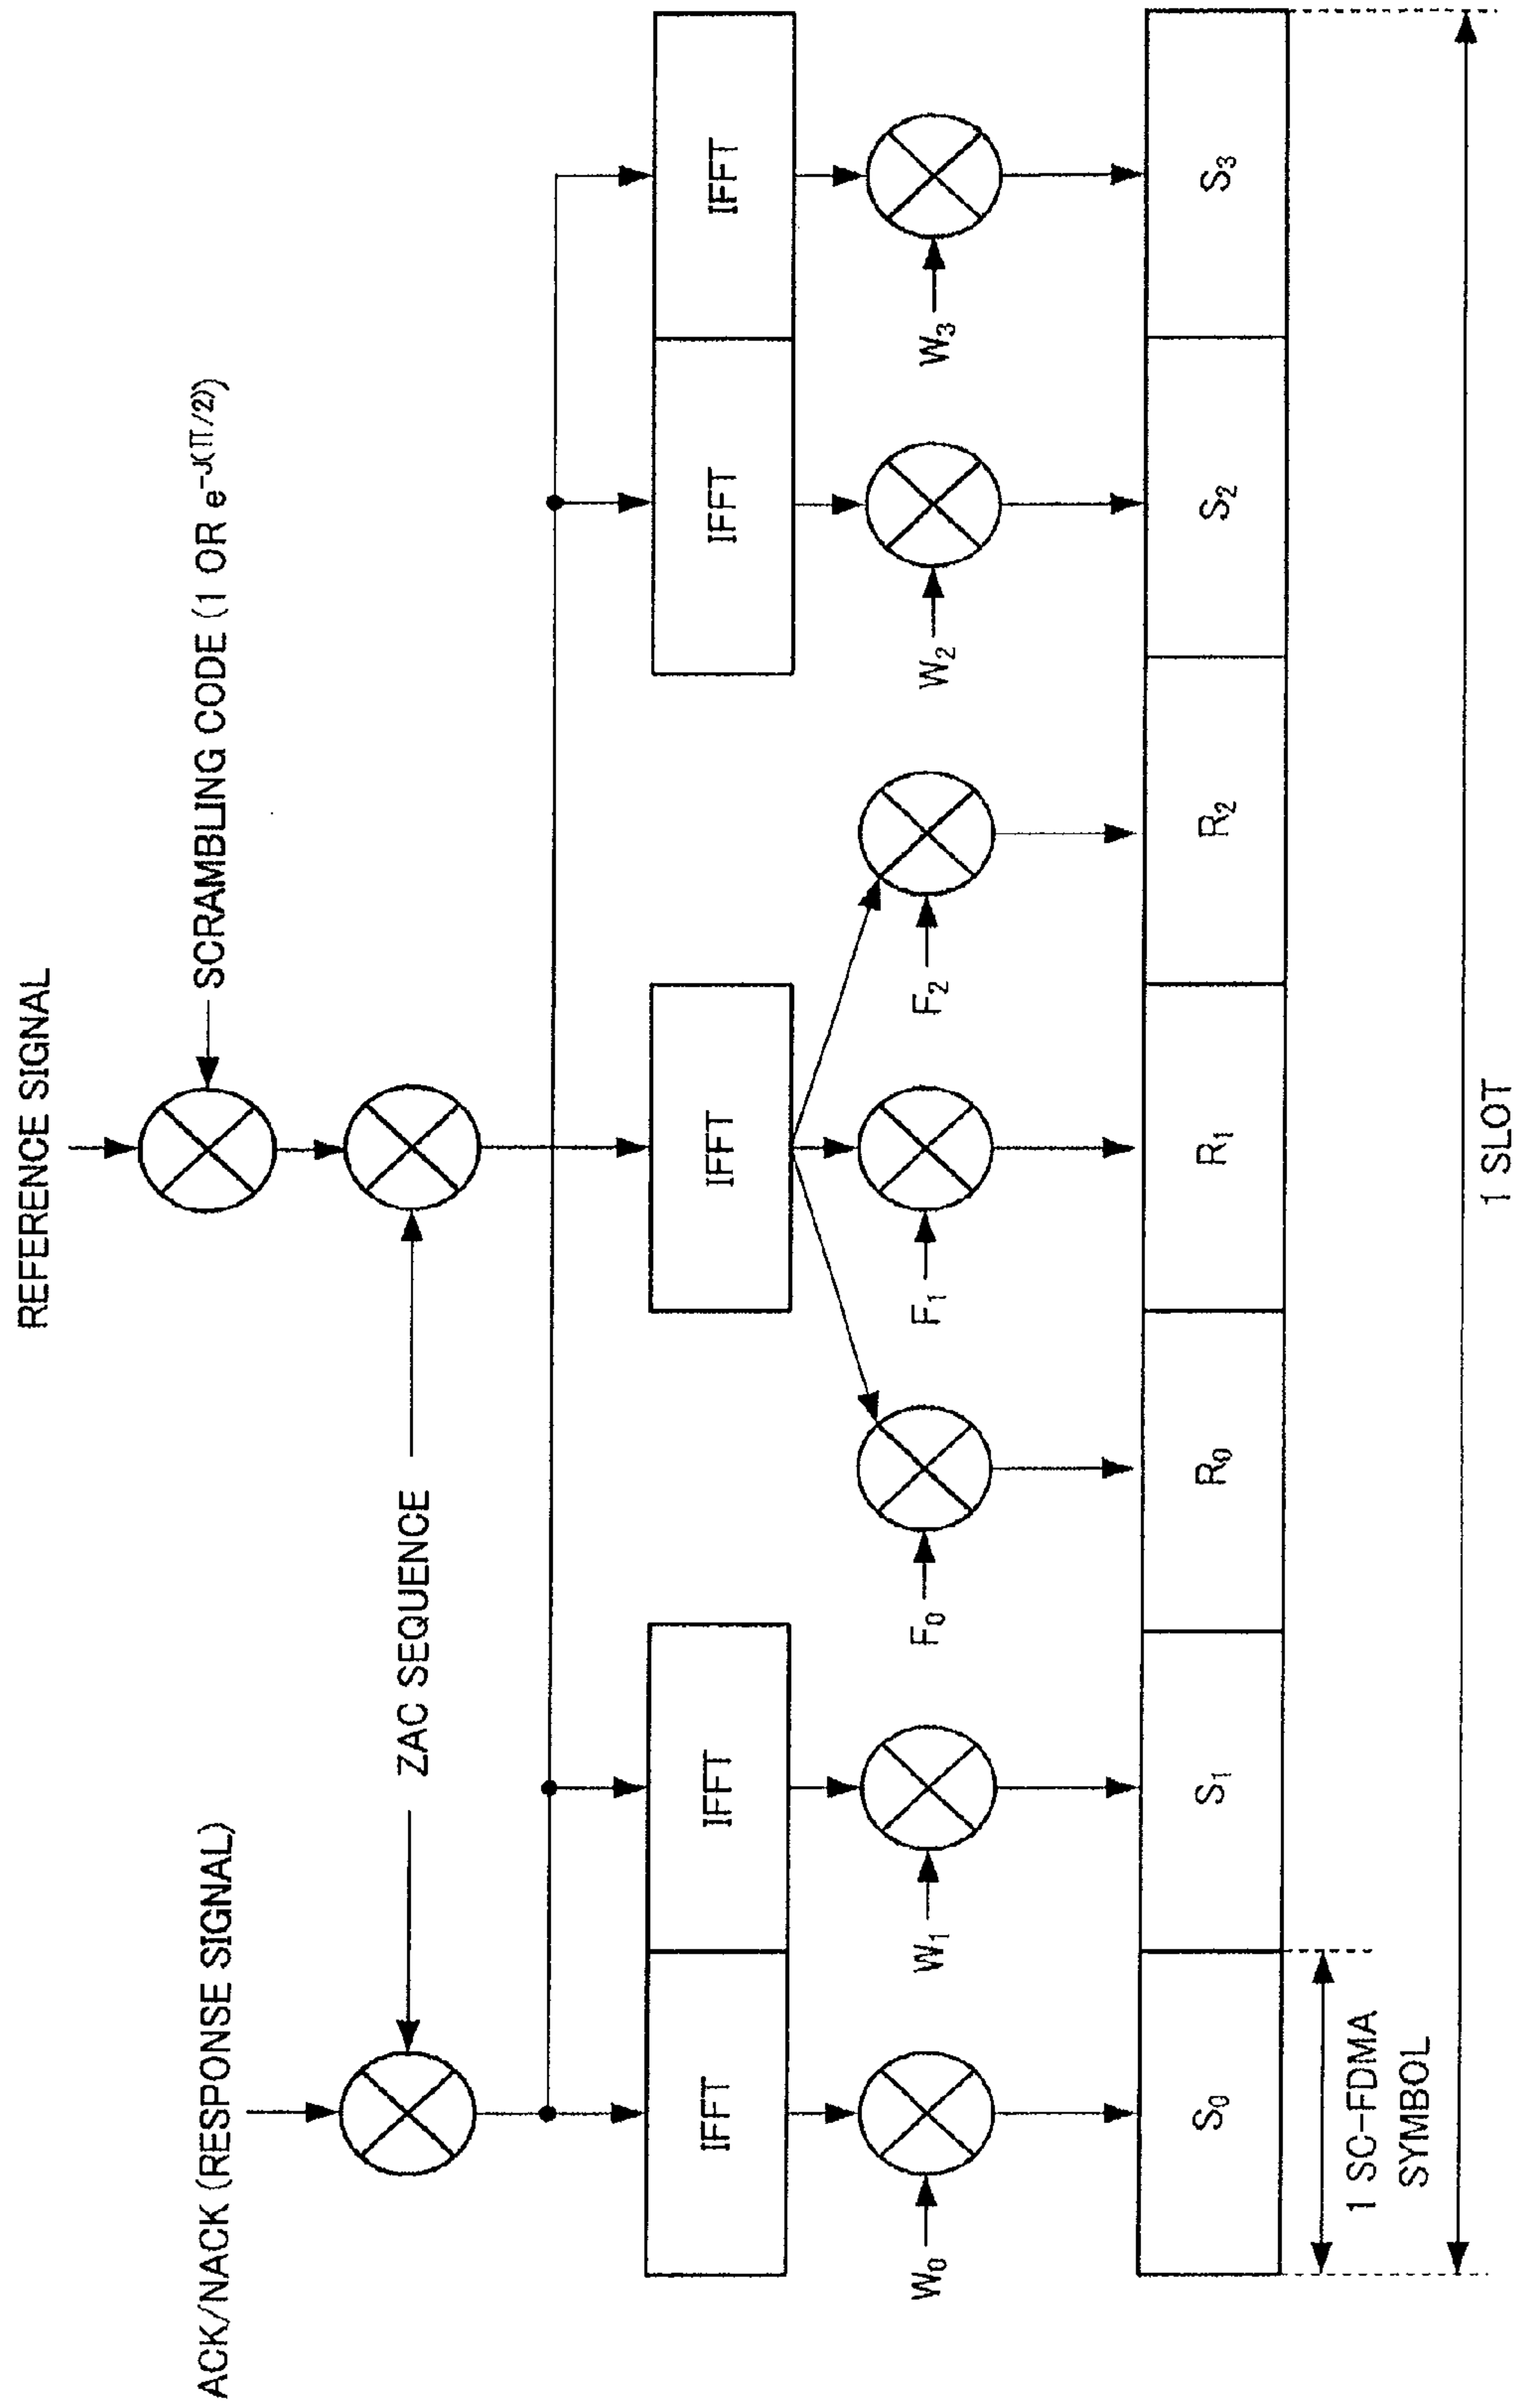 REFERENCE SIGNAL
SCRAMBLING CODE (1 OR e^-J(π/2))
ACK/NACK (RESPONSE SIGNAL)
ZAC SEQUENCE
IFFT
IFFT
IFFT
IFFT
IFFT
W0
W1
F0
F1
F2
W2
W3
S0
S1
R0
R1
R2
S2
S3
1 SC-FDMA
SYMBOL
1 SLOT